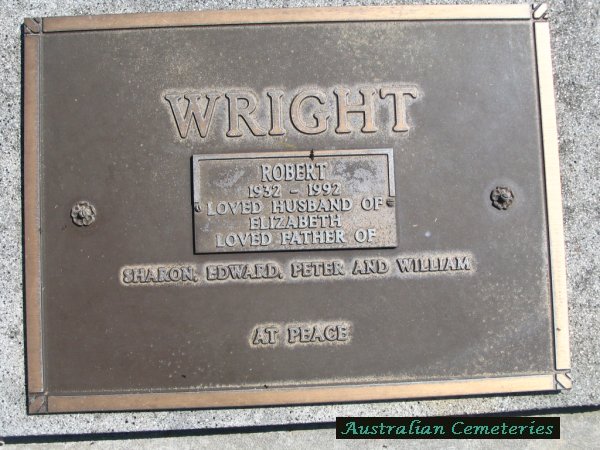 WRIGHT
ROBERT
1932 - 1992
LOVED HUSBAND OF
ELIZABETH
LOVED FATHER OF
SHARON, EDWARD, PETER AND WILLIAM
AT PEACE
Australian Cemeteries